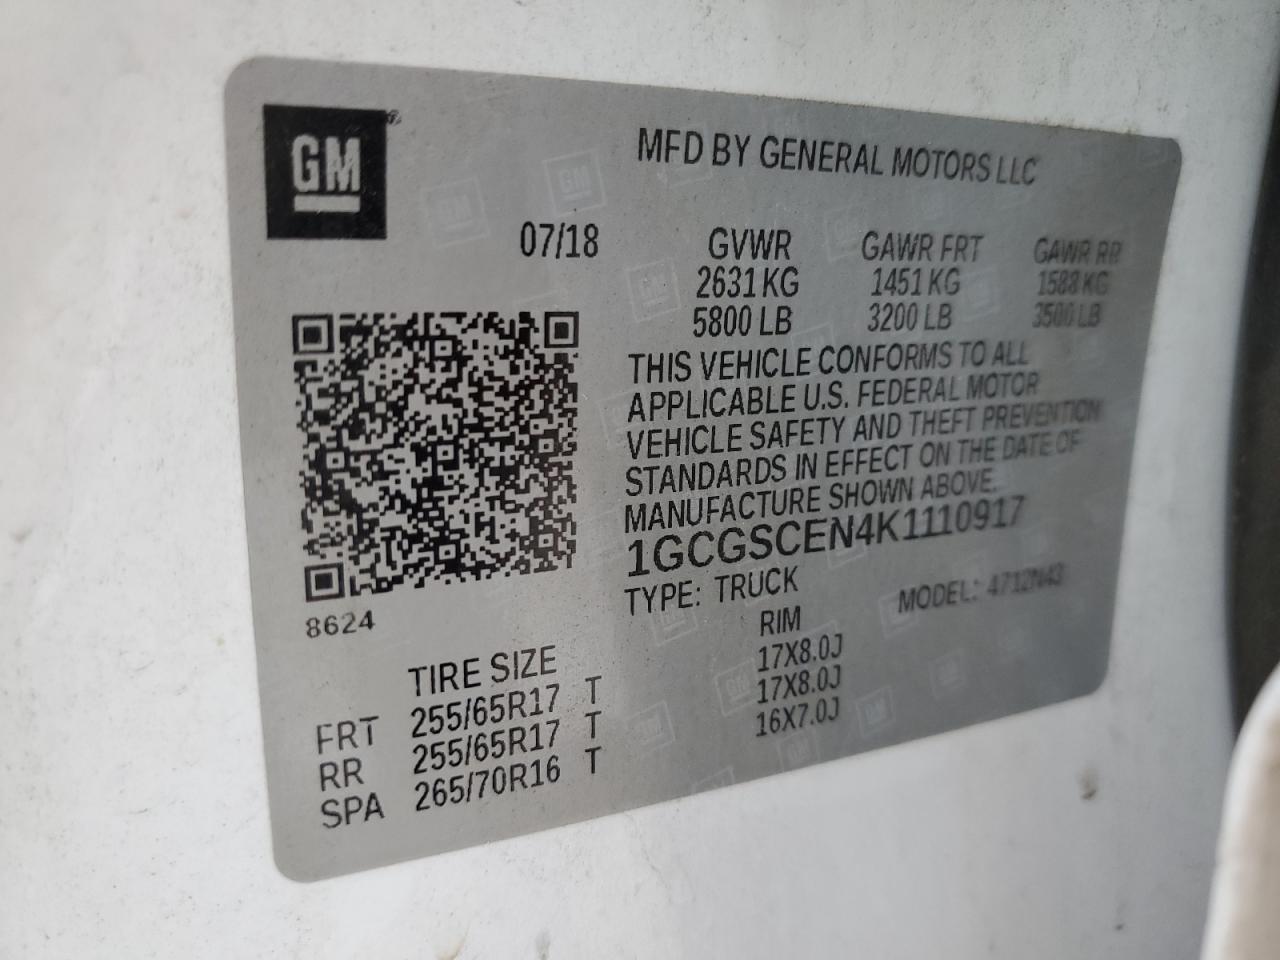 GM
MFD BY GENERAL MOTORS LLC
07/18
GVWR GAWR FRT GAWR RR
2631 KG 1451 KG 1588 KG
5800 LB 3200 LB 3500 LB
THIS VEHICLE CONFORMS TO ALL
APPLICABLE U.S. FEDERAL MOTOR
VEHICLE SAFETY AND THEFT PREVENTION
STANDARDS IN EFFECT ON THE DATE OF
MANUFACTURE SHOWN ABOVE.
1GCGSCEN4K1110917
TYPE: TRUCK MODEL: 4712N43
8624
TIRE SIZE RIM
FRT 255/65R17 T 17X8.0J
RR 255/65R17 T 17X8.0J
SPA 265/70R16 T 16X7.0J